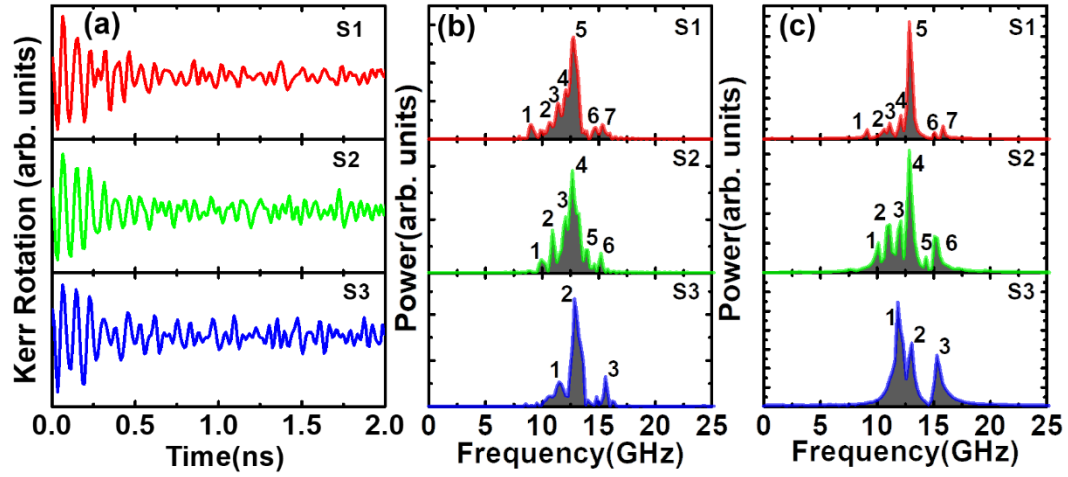 (a)
S1
S2
S3
Kerr Rotation (arb. units)
0.0 0.5 1.0 1.5 2.0
Time(ns)
(b)
S1
1 2 3 4 5 6 7
S2
1 2 3 4 5 6
S3
1 2 3
Power(arb. units)
0 5 10 15 20 25
Frequency(GHz)
(c)
S1
1 2 3 4 5 6 7
S2
1 2 3 4 5 6
S3
1 2 3
Power(arb. units)
0 5 10 15 20 25
Frequency(GHz)